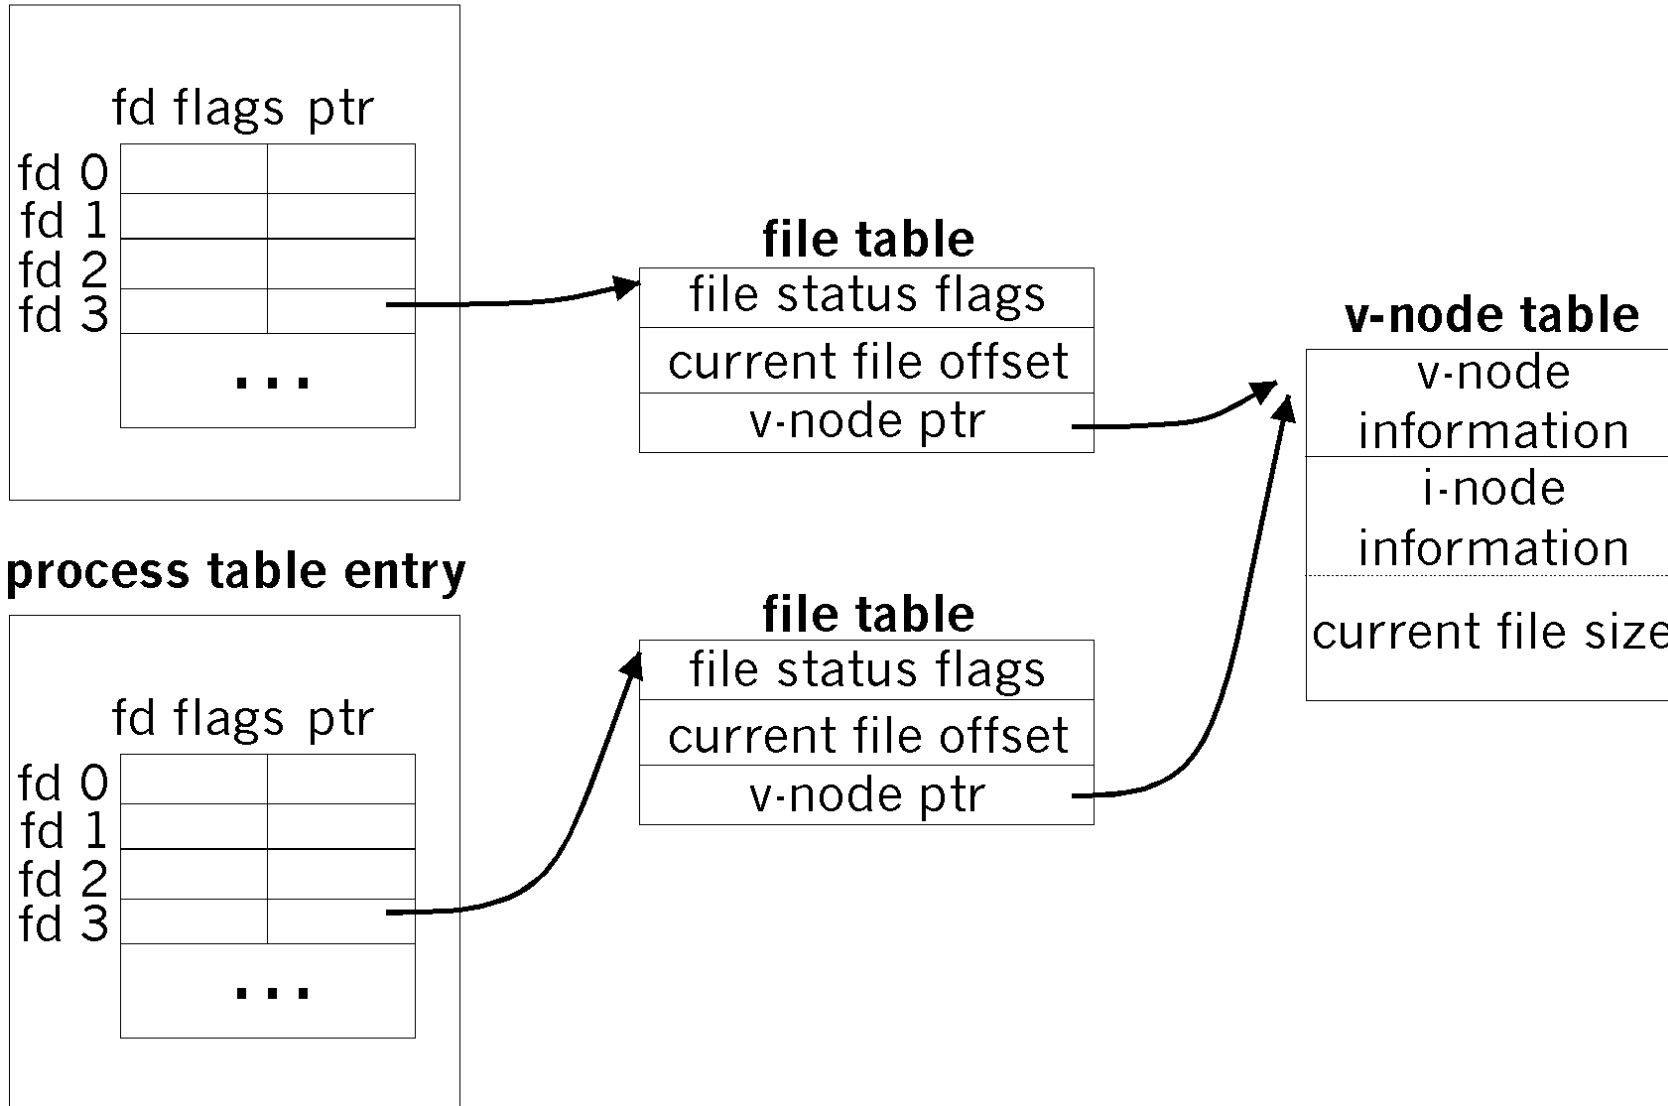 fd flags ptr
fd 0
fd 1
fd 2
fd 3
...
file table
file status flags
current file offset
v-node ptr
v-node table
v-node
information
i-node
information
current file size
process table entry
fd flags ptr
fd 0
fd 1
fd 2
fd 3
...
file table
file status flags
current file offset
v-node ptr